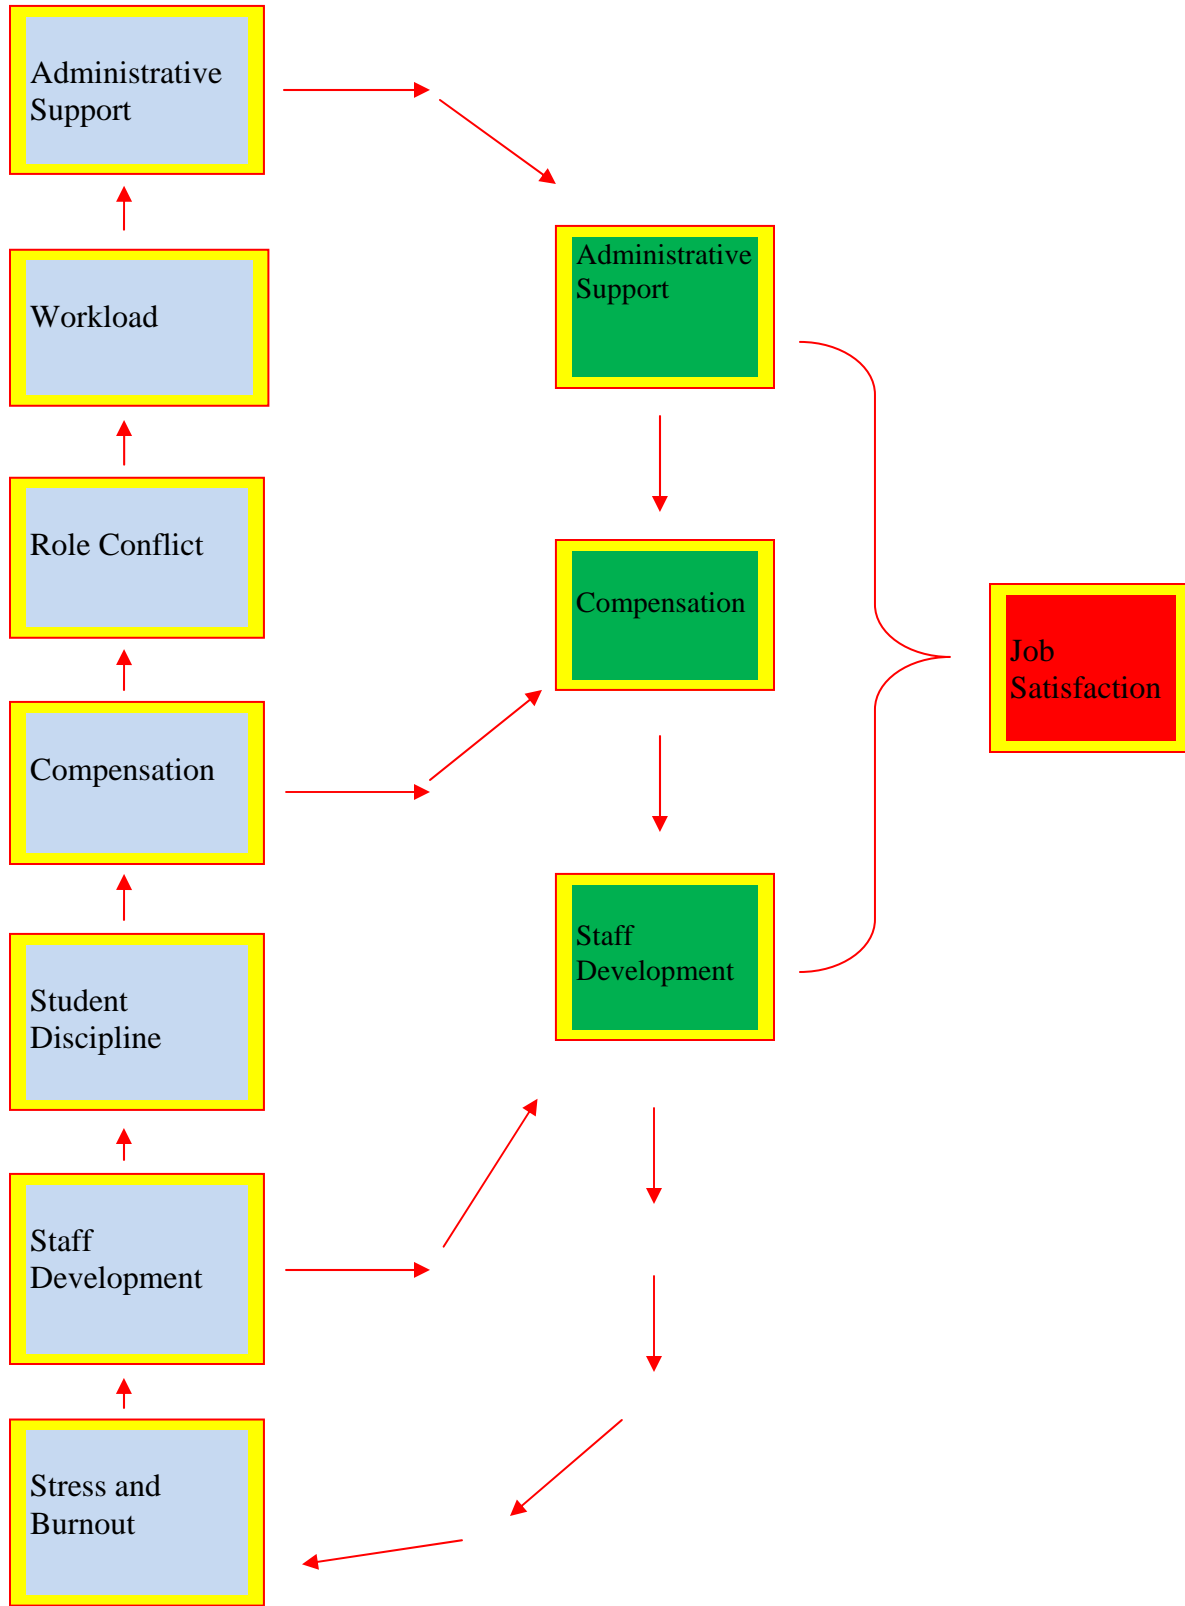 Administrative
Support
Workload
Role Conflict
Compensation
Student
Discipline
Staff
Development
Stress and
Burnout
Administrative
Support
Compensation
Staff
Development
Job
Satisfaction